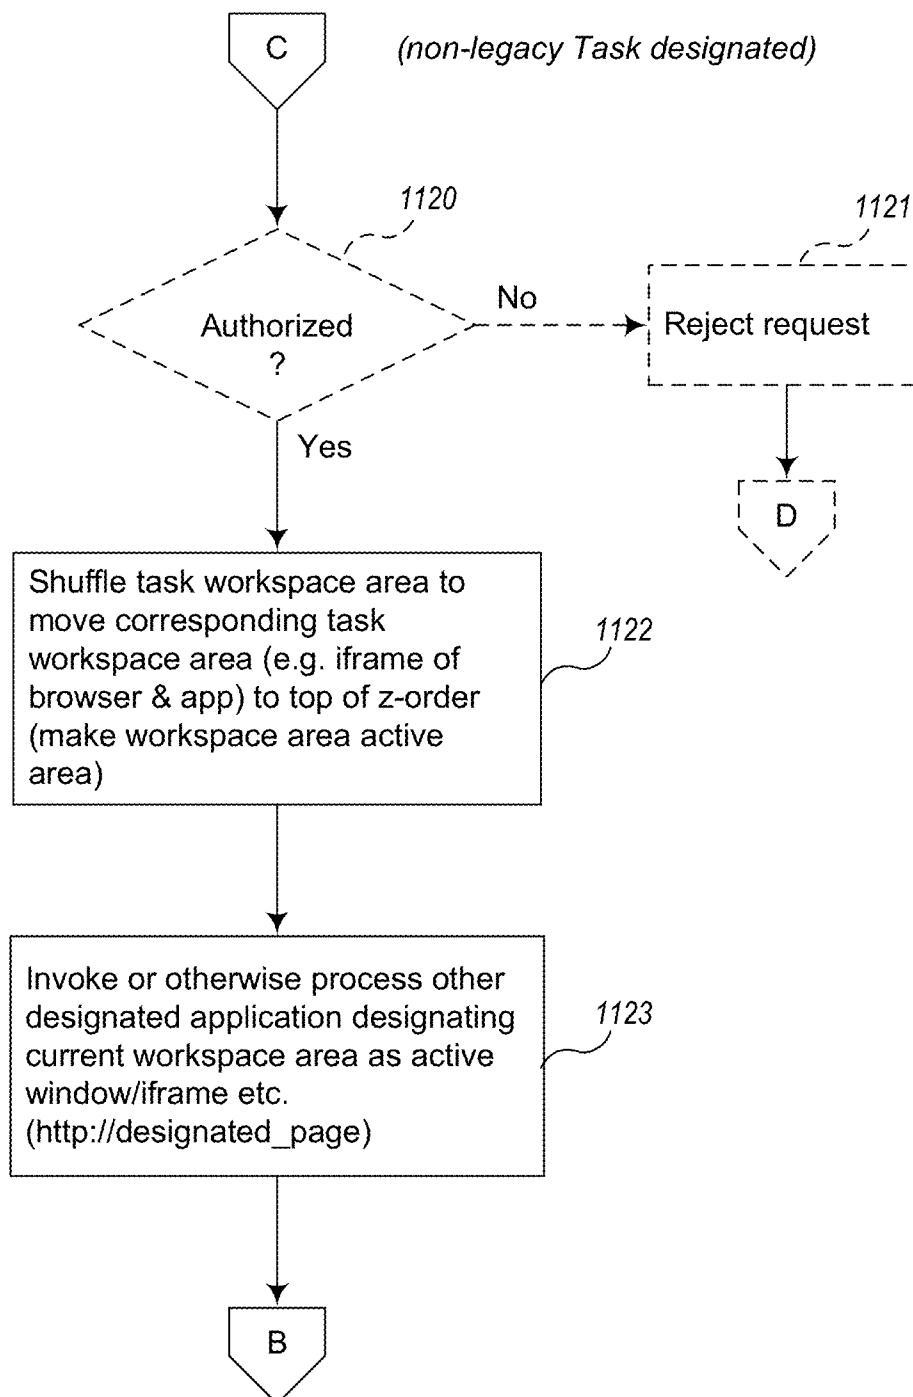 C
(non-legacy Task designated)
1120
1121
Authorized
?
No
Reject request
Yes
D
Shuffle task workspace area to
move corresponding task
workspace area (e.g. iframe of
browser & app) to top of z-order
(make workspace area active
area)
1122
Invoke or otherwise process other
designated application designating
current workspace area as active
window/iframe etc.
(http://designated_page)
1123
B